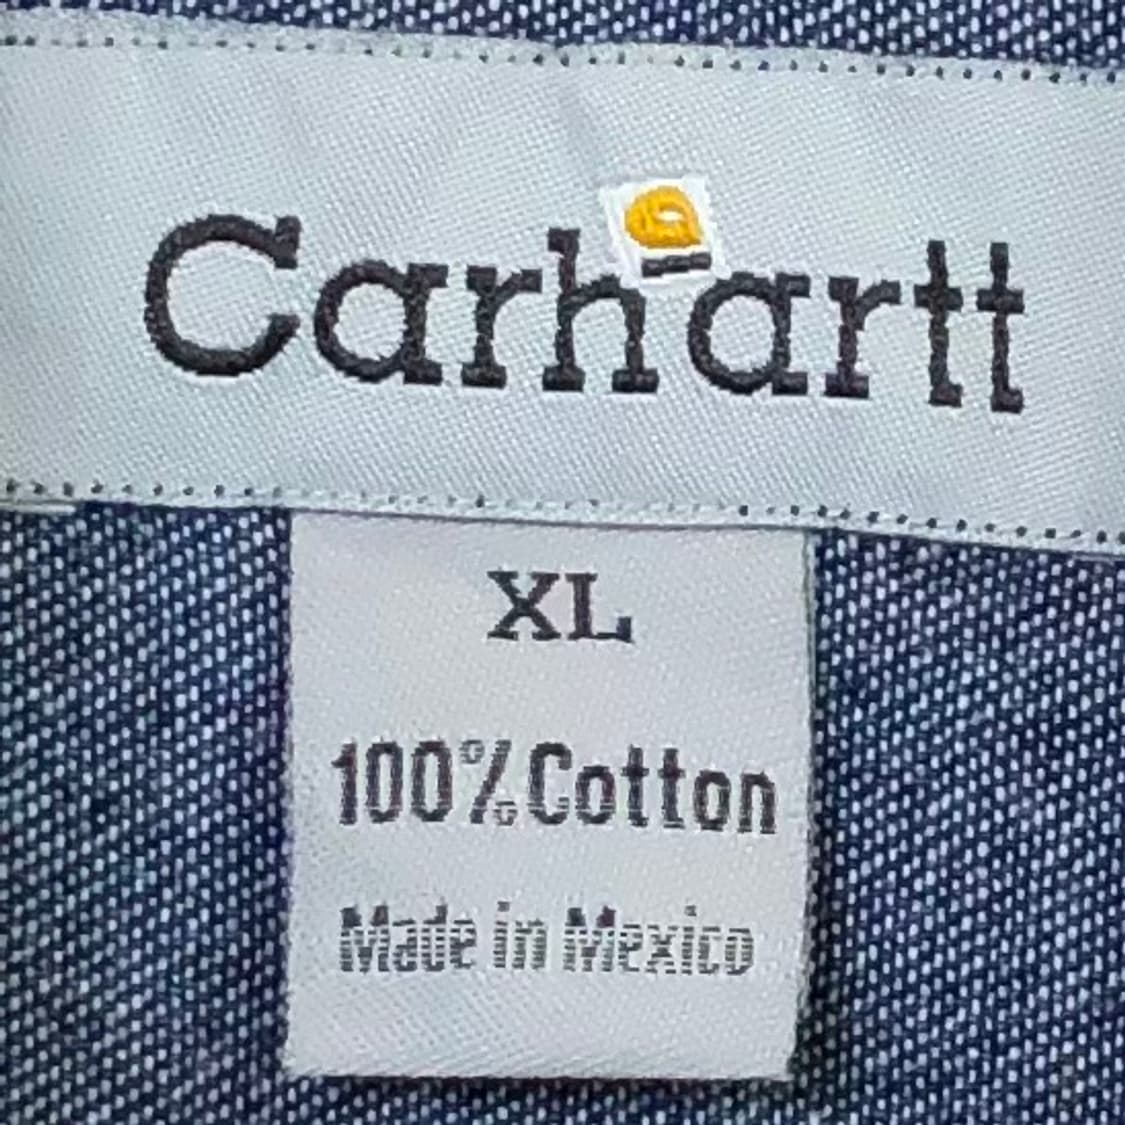 Carhartt
XL
100% Cotton
Made in Mexico